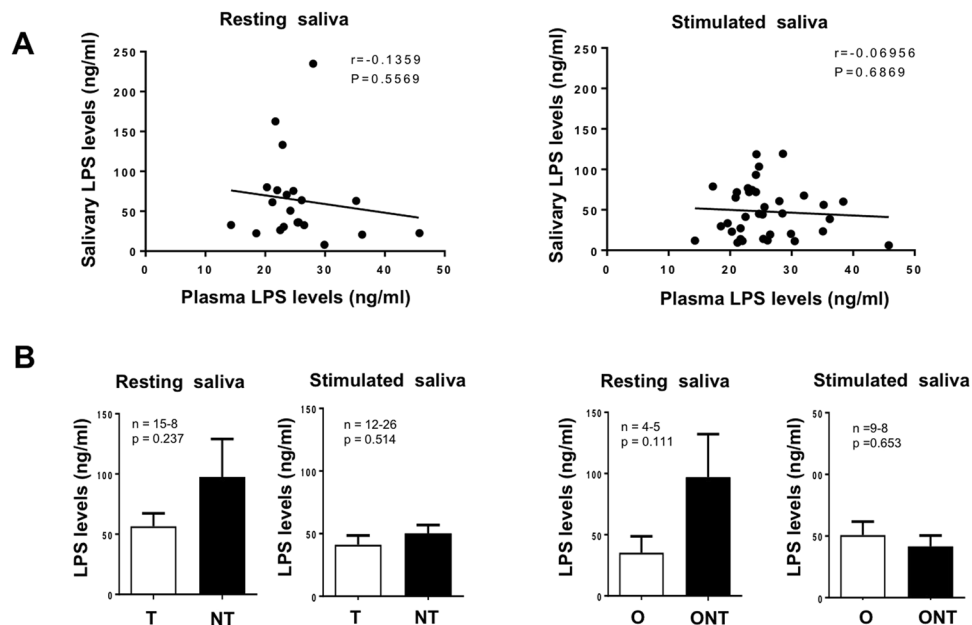 A
Resting saliva
Salivary LPS levels (ng/ml)
250
200
150
100
50
0
r=-0.1359
P=0.5569
0 10 20 30 40 50
Plasma LPS levels (ng/ml)
Stimulated saliva
Salivary LPS levels (ng/ml)
250
200
150
100
50
0
r=-0.06956
P=0.6869
0 10 20 30 40 50
Plasma LPS levels (ng/ml)
B
Resting saliva
LPS levels (ng/ml)
150
100
50
0
n = 15-8
p = 0.237
T NT
Stimulated saliva
LPS levels (ng/ml)
150
100
50
0
n = 12-26
p = 0.514
T NT
Resting saliva
LPS levels (ng/ml)
150
100
50
0
n = 4-5
p = 0.111
O ONT
Stimulated saliva
LPS levels (ng/ml)
50
00
50
0
n =9-8
p =0.653
O ONT